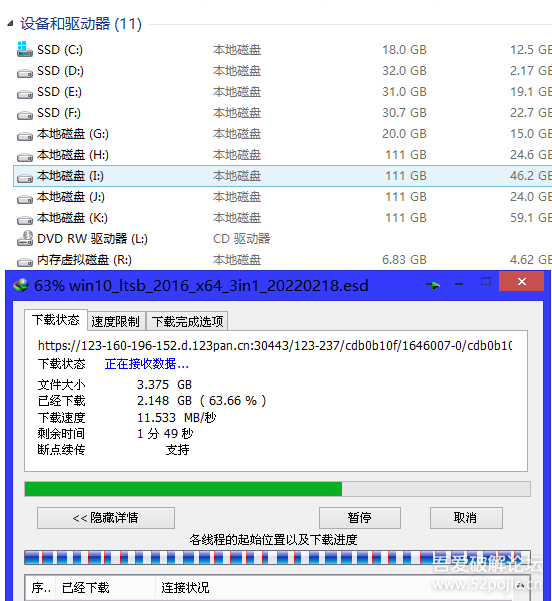 设备和驱动器 (11)
SSD (C:) 本地磁盘 18.0 GB 12.5 GB
SSD (D:) 本地磁盘 32.0 GB 2.17 GB
SSD (E:) 本地磁盘 31.0 GB 19.1 GB
SSD (F:) 本地磁盘 30.7 GB 22.7 GB
本地磁盘 (G:) 本地磁盘 20.0 GB 15.0 GB
本地磁盘 (H:) 本地磁盘 111 GB 24.6 GB
本地磁盘 (I:) 本地磁盘 111 GB 46.2 GB
本地磁盘 (J:) 本地磁盘 111 GB 24.0 GB
本地磁盘 (K:) 本地磁盘 111 GB 59.1 GB
DVD RW 驱动器 (L:) CD 驱动器
内存虚拟磁盘 (R:) 本地磁盘 6.83 GB 4.62 GB
63% win10_ltsb_2016_x64_3in1_20220218.esd
下载状态 速度限制 下载完成选项
https://123-160-196-152.d.123pan.cn:30443/123-237/cdb0b10f/1646007-0/cdb0b10
下载状态 正在接收数据...
文件大小 3.375 GB
已经下载 2.148 GB ( 63.66 % )
下载速度 11.533 MB/秒
剩余时间 1 分 49 秒
断点续传 支持
<< 隐藏详情 暂停 取消
各线程的起始位置以及下载进度
序.. 已经下载 连接状况
吾爱破解论坛
www.52pojie.cn